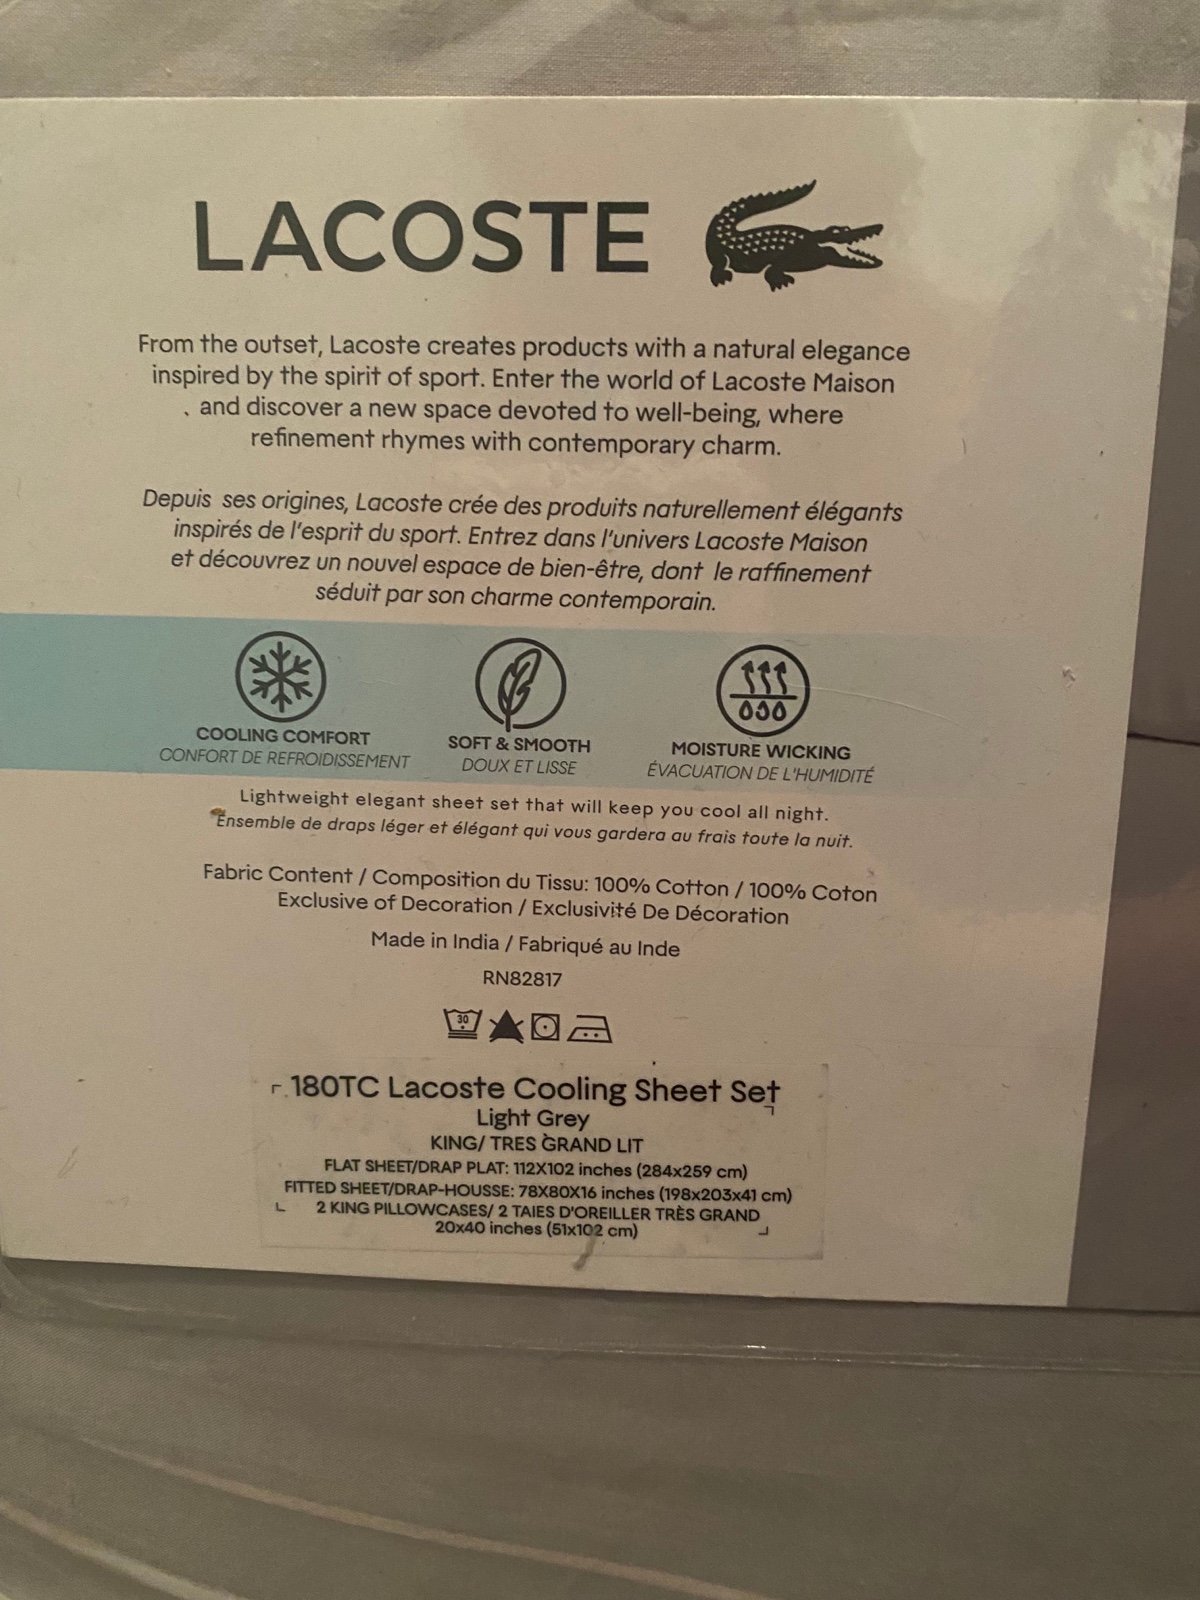 LACOSTE
From the outset, Lacoste creates products with a natural elegance
inspired by the spirit of sport. Enter the world of Lacoste Maison
and discover a new space devoted to well-being, where
refinement rhymes with contemporary charm.
Depuis ses origines, Lacoste crée des produits naturellement élégants
inspirés de l'esprit du sport. Entrez dans l'univers Lacoste Maison
et découvrez un nouvel espace de bien-être, dont le raffinement
séduit par son charme contemporain.
COOLING COMFORT
CONFORT DE REFROIDISSEMENT
SOFT & SMOOTH
DOUX ET LISSE
MOISTURE WICKING
ÉVACUATION DE L'HUMIDITÉ
Lightweight elegant sheet set that will keep you cool all night.
Ensemble de draps léger et élégant qui vous gardera au frais toute la nuit.
Fabric Content / Composition du Tissu: 100% Cotton / 100% Coton
Exclusive of Decoration / Exclusivité De Décoration
Made in India / Fabriqué au Inde
RN82817
30
180TC Lacoste Cooling Sheet Set
Light Grey
KING/ TRES GRAND LIT
FLAT SHEET/DRAP PLAT: 112X102 inches (284x259 cm)
FITTED SHEET/DRAP-HOUSSE: 78X80X16 inches (198x203x41 cm)
2 KING PILLOWCASES/ 2 TAIES D'OREILLER TRÈS GRAND
20x40 inches (51x102 cm)